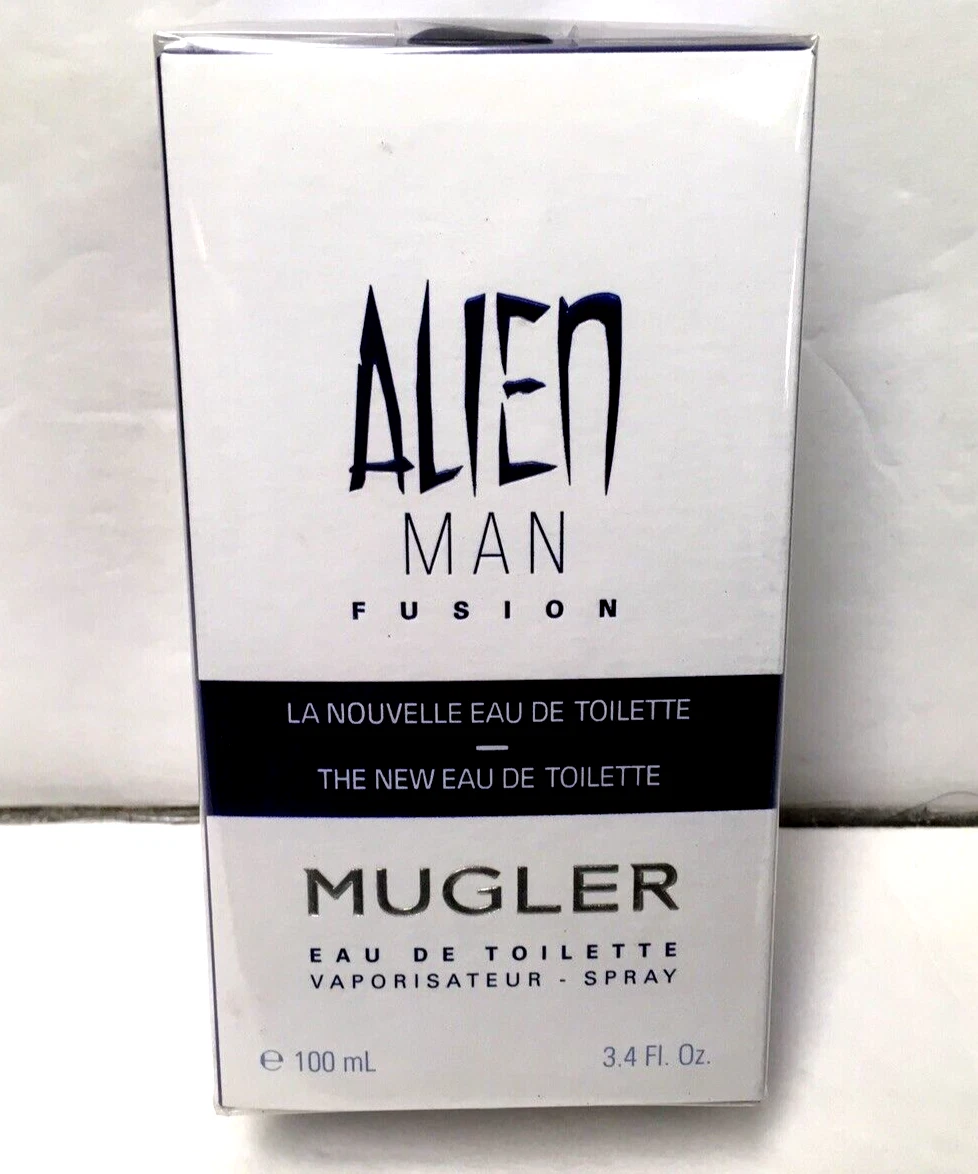 ALIEN
MAN
FUSION
LA NOUVELLE EAU DE TOILETTE
THE NEW EAU DE TOILETTE
MUGLER
EAU DE TOILETTE
VAPORISATEUR - SPRAY
℮ 100 mL 3.4 Fl. Oz.